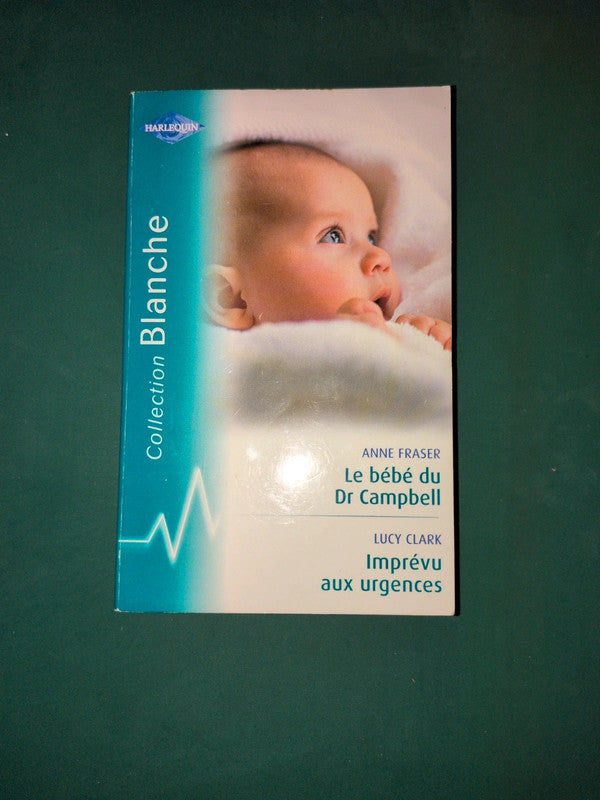 HARLEQUIN
Collection Blanche
ANNE FRASER
Le bébé du
Dr Campbell
LUCY CLARK
Imprévu
aux urgences